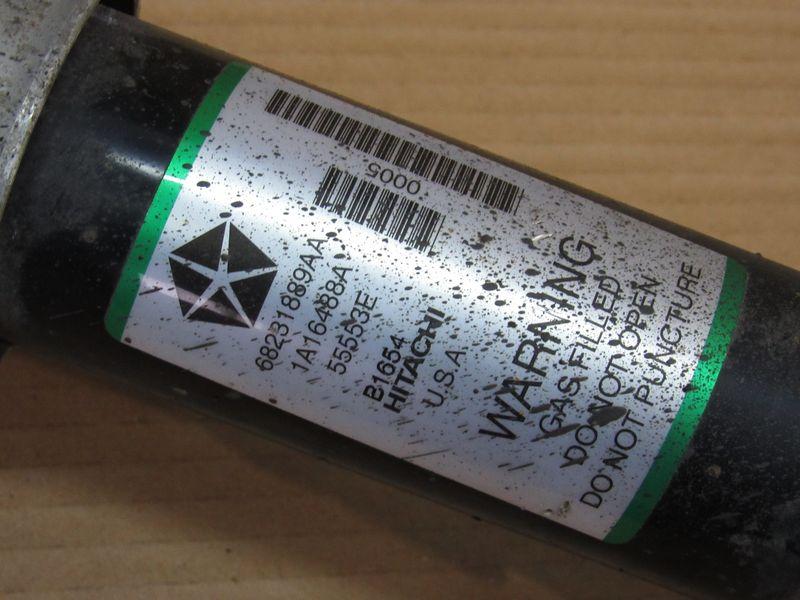 0005
68231889AA
1A16488A
55553E
B1654
HITACHI
U.S.A
WARNING
GAS FILLED
DO NOT OPEN
DO NOT PUNCTURE